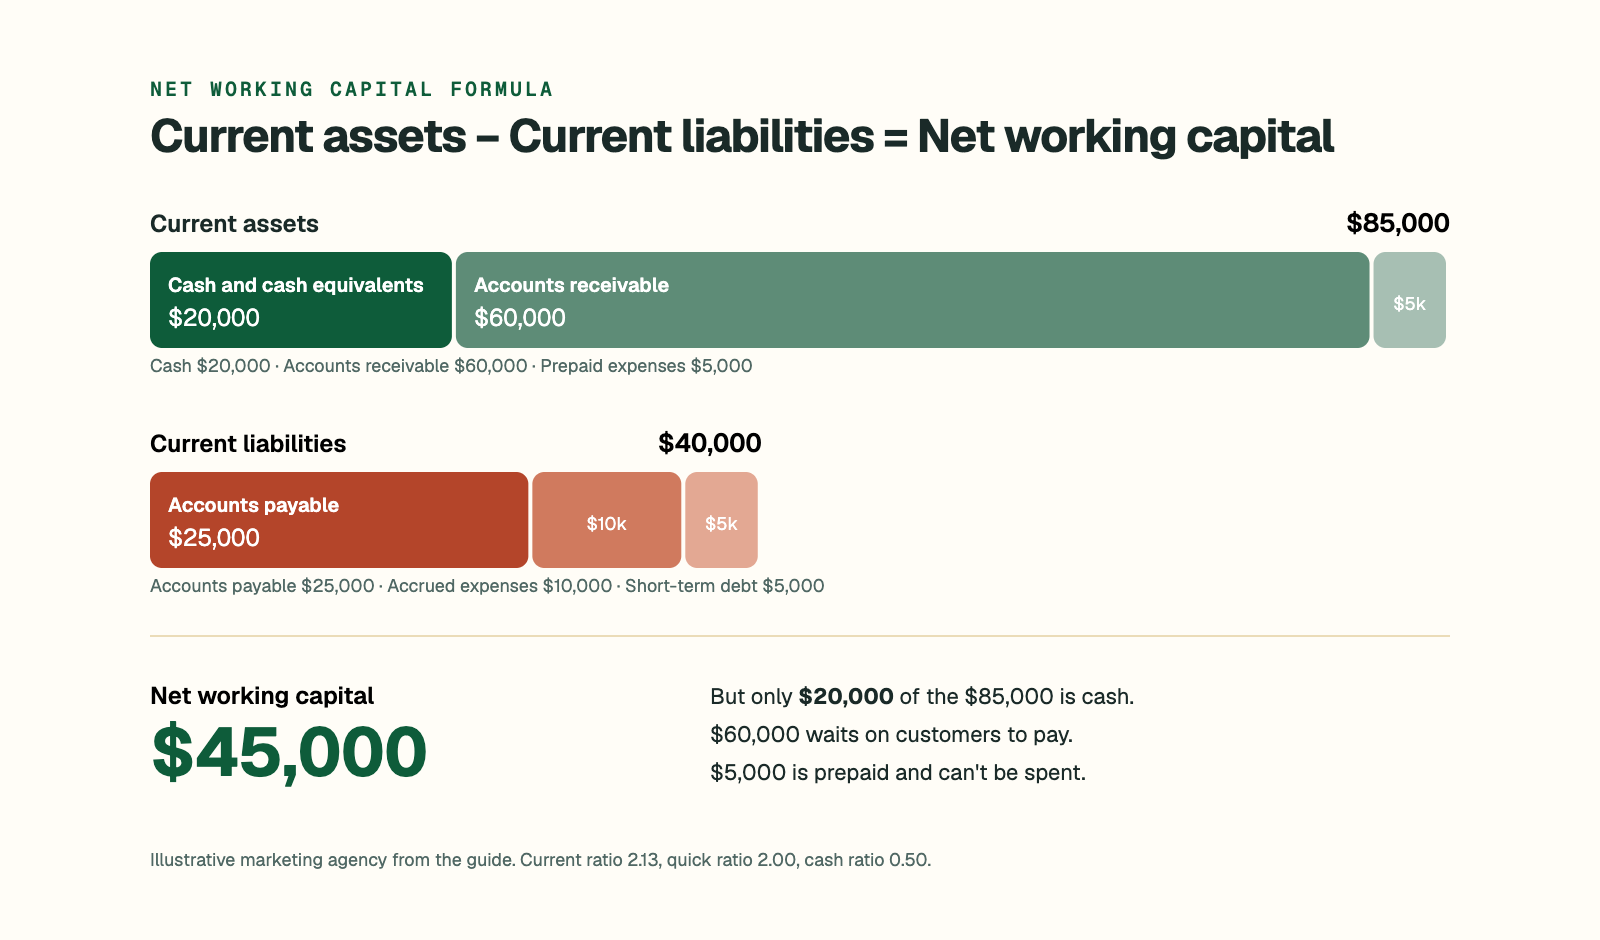 NET WORKING CAPITAL FORMULA
Current assets – Current liabilities = Net working capital
Current assets
$85,000
Cash and cash equivalents
$20,000
Accounts receivable
$60,000
$5k
Cash $20,000 · Accounts receivable $60,000 · Prepaid expenses $5,000
Current liabilities
$40,000
Accounts payable
$25,000
$10k
$5k
Accounts payable $25,000 · Accrued expenses $10,000 · Short-term debt $5,000
Net working capital
$45,000
But only $20,000 of the $85,000 is cash.
$60,000 waits on customers to pay.
$5,000 is prepaid and can't be spent.
Illustrative marketing agency from the guide. Current ratio 2.13, quick ratio 2.00, cash ratio 0.50.